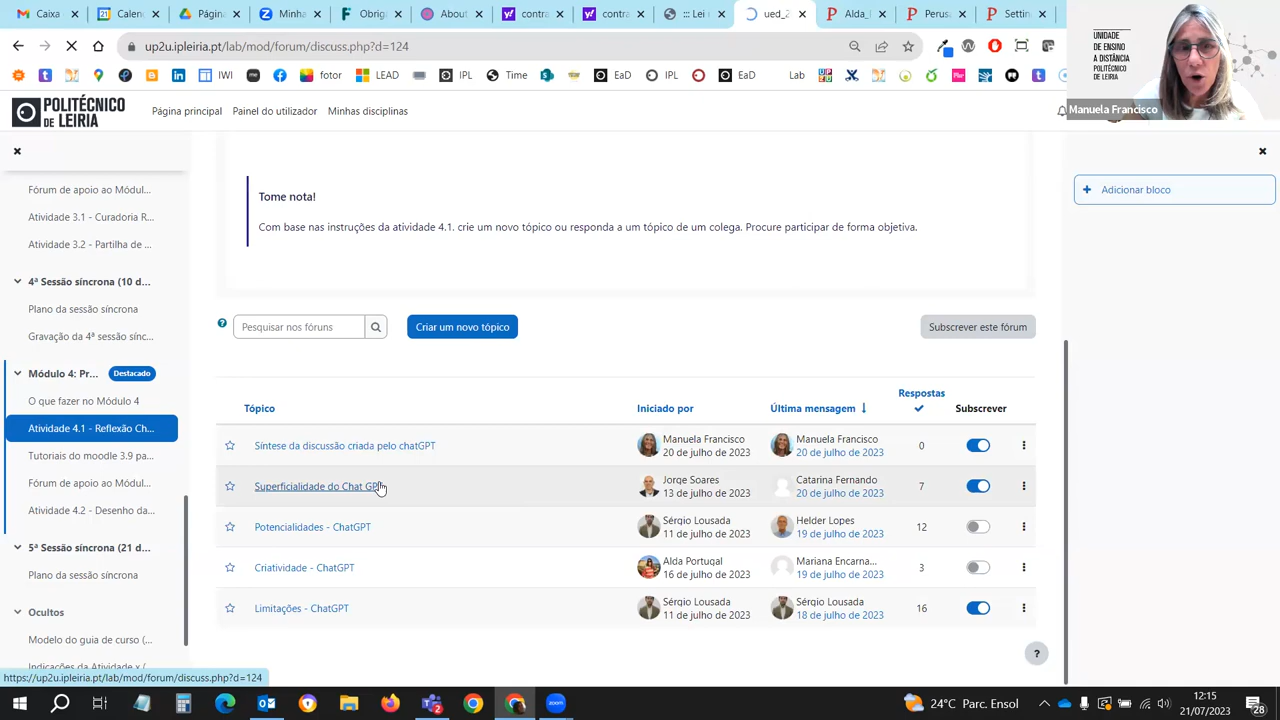 Outlook
Picad
Obrig
About
contra
contra
::: Lei
ued_2
Alda_I
Perus
Settin
up2u.ipleiria.pt/lab/mod/forum/discuss.php?d=124
IWI
fotor
LEAD
IPL
Time
EaD
EaD
IPL
EaD
Lab
UNIDADE
DE ENSINO
A DISTÂNCIA
POLITÉCNICO
DE LEIRIA
Manuela Francisco
POLITÉCNICO
DE LEIRIA
Página principal
Painel do utilizador
Minhas disciplinas
Fórum de apoio ao Módul...
Atividade 3.1 - Curadoria R...
Atividade 3.2 - Partilha de ...
4ª Sessão síncrona (10 d...
Plano da sessão síncrona
Gravação da 4ª sessão sínc...
Módulo 4: Pr...
Destacado
O que fazer no Módulo 4
Atividade 4.1 - Reflexão Ch...
Tutoriais do moodle 3.9 pa...
Fórum de apoio ao Módul...
Atividade 4.2 - Desenho da...
5ª Sessão síncrona (21 d...
Plano da sessão síncrona
Ocultos
Modelo do guia de curso (...
Indicações da Atividade x (
Tome nota!
Com base nas instruções da atividade 4.1. crie um novo tópico ou responda a um tópico de um colega. Procure participar de forma objetiva.
Pesquisar nos fóruns
Criar um novo tópico
Subscrever este fórum
Tópico
Iniciado por
Última mensagem ↓
Respostas
Subscrever
Síntese da discussão criada pelo chatGPT
Manuela Francisco
20 de julho de 2023
Manuela Francisco
20 de julho de 2023
0
Superficialidade do Chat GPT
Jorge Soares
13 de julho de 2023
Catarina Fernando
20 de julho de 2023
7
Potencialidades - ChatGPT
Sérgio Lousada
11 de julho de 2023
Helder Lopes
19 de julho de 2023
12
Criatividade - ChatGPT
Alda Portugal
16 de julho de 2023
Mariana Encarna...
19 de julho de 2023
3
Limitações - ChatGPT
Sérgio Lousada
11 de julho de 2023
Sérgio Lousada
18 de julho de 2023
16
+ Adicionar bloco
?
https://up2u.ipleiria.pt/lab/mod/forum/discuss.php?d=124
zoom
24°C Parc. Ensol
12:15
21/07/2023
28